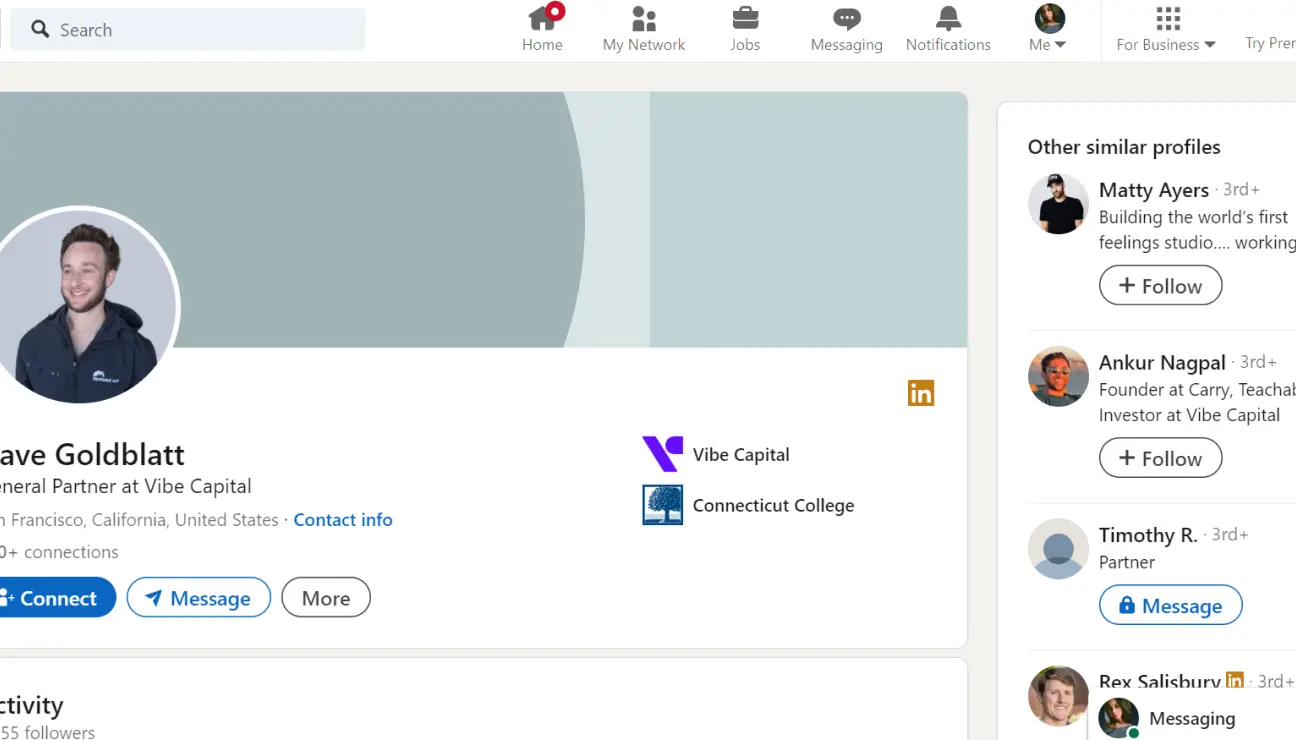 Search
Home
My Network
Jobs
Messaging
Notifications
Me
For Business
Try Prer
Other similar profiles
Matty Ayers · 3rd+
Building the world's first
feelings studio.... working
+ Follow
Ankur Nagpal · 3rd+
Founder at Carry, Teachab
Investor at Vibe Capital
+ Follow
Timothy R. · 3rd+
Partner
Message
Rex Salisbury in · 3rd+
Messaging
in
ave Goldblatt
eneral Partner at Vibe Capital
n Francisco, California, United States · Contact info
0+ connections
Connect
Message
More
Vibe Capital
Connecticut College
ctivity
55 followers